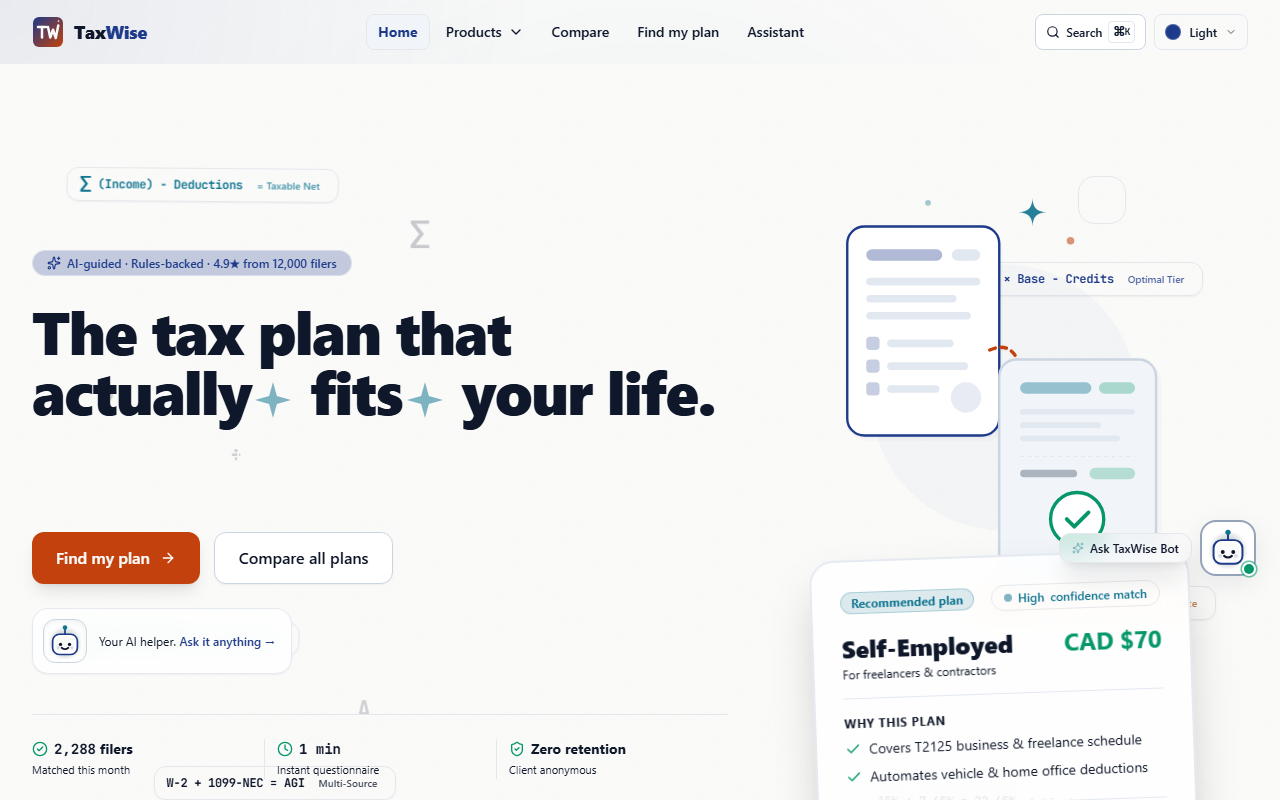 TW TaxWise
Home
Products
Compare
Find my plan
Assistant
Search ⌘K
Light
Σ (Income) - Deductions = Taxable Net
Σ
AI-guided · Rules-backed · 4.9★ from 12,000 filers
× Base - Credits Optimal Tier
The tax plan that
actually✦ fits✦ your life.
÷
Find my plan →
Compare all plans
Ask TaxWise Bot
Your AI helper. Ask it anything →
Recommended plan
High confidence match
Self-Employed
CAD $70
For freelancers & contractors
WHY THIS PLAN
Covers T2125 business & freelance schedule
Automates vehicle & home office deductions
2,288 filers
Matched this month
1 min
Instant questionnaire
Zero retention
Client anonymous
W-2 + 1099-NEC = AGI Multi-Source